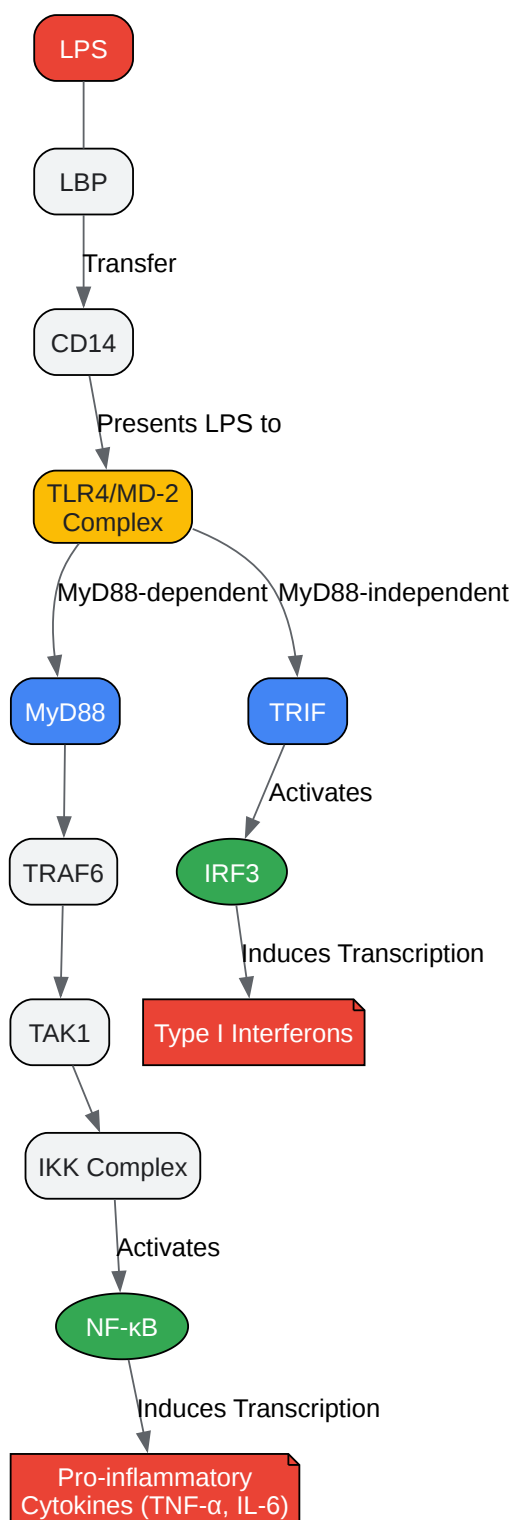 LPS
LBP
Transfer
CD14
Presents LPS to
TLR4/MD-2
Complex
MyD88-dependent
MyD88-independent
MyD88
TRIF
Activates
TRAF6
IRF3
Induces Transcription
TAK1
Type I Interferons
IKK Complex
Activates
NF-κB
Induces Transcription
Pro-inflammatory
Cytokines (TNF-α, IL-6)